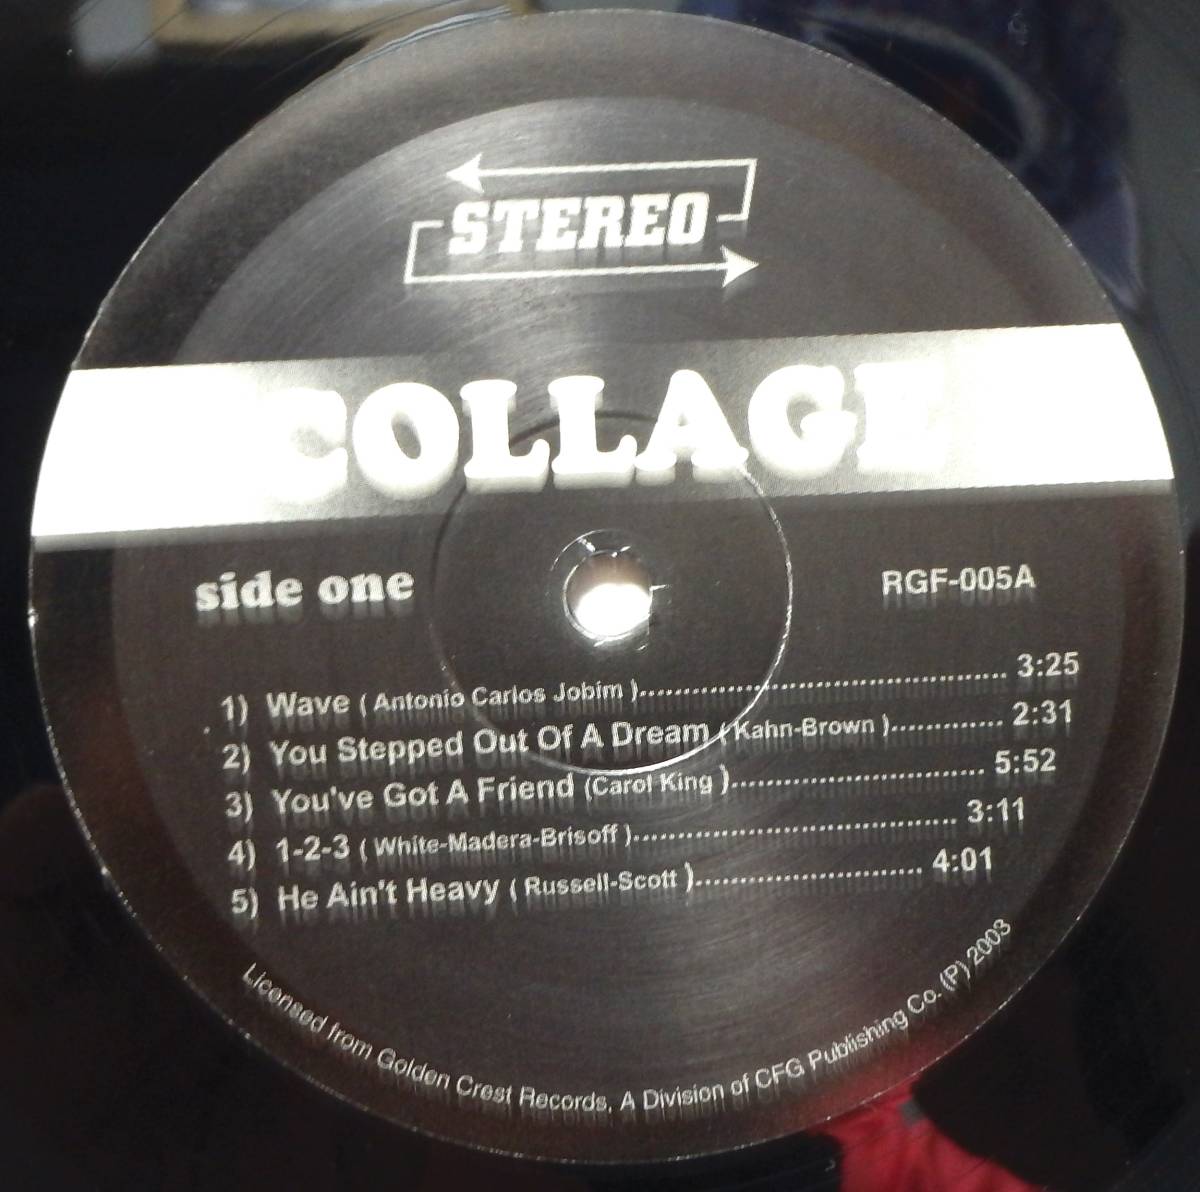 STEREO
COLLAGE
side one
RGF-005A
1) Wave ( Antonio Carlos Jobim )........................................ 3:25
2) You Stepped Out Of A Dream ( Kahn-Brown )............. 2:31
3) You've Got A Friend (Carol King )............................. 5:52
4) 1-2-3 ( White-Madera-Brisoff )..................................... 3:11
5) He Ain't Heavy ( Russell-Scott )......................... 4:01
Licensed from Golden Crest Records, A Division of CFG Publishing Co. (P) 2003